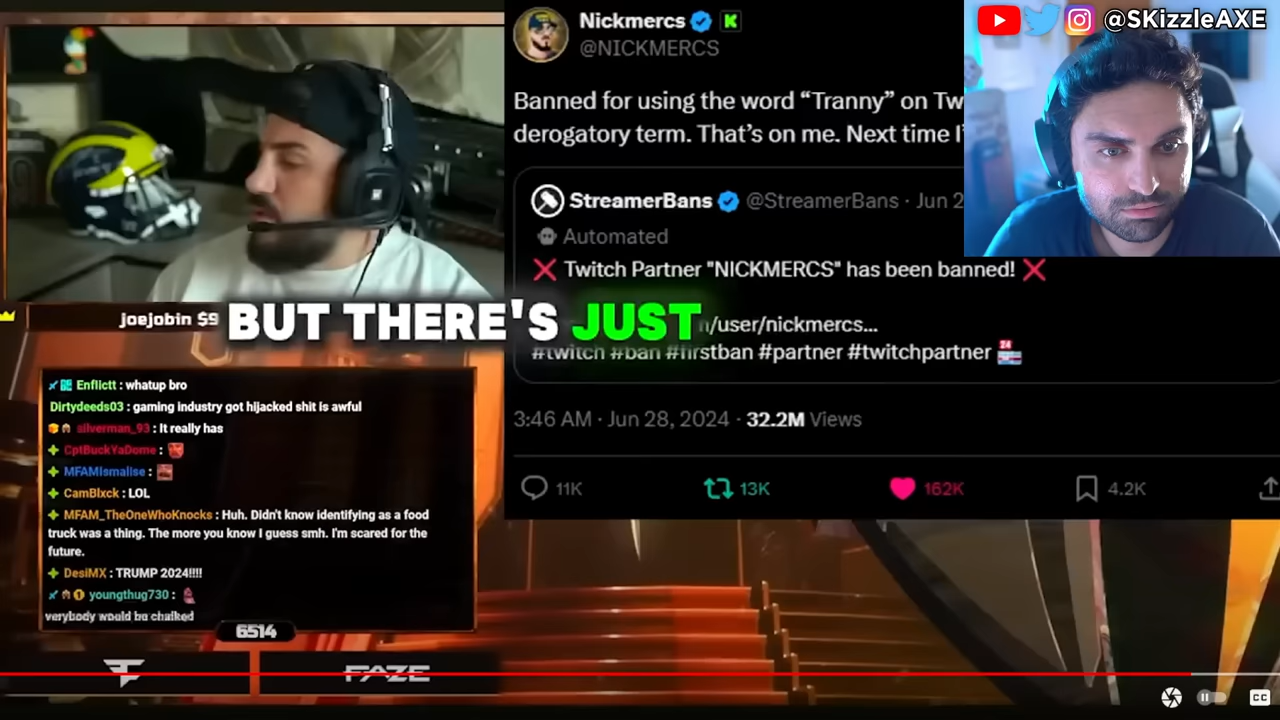 Nickmercs
@NICKMERCS
Banned for using the word “Tranny” on Tw
derogatory term. That’s on me. Next time I'
StreamerBans @StreamerBans · Jun 2
Automated
Twitch Partner "NICKMERCS" has been banned!
n/user/nickmercs...
#twitch #ban #firstban #partner #twitchpartner
3:46 AM · Jun 28, 2024 · 32.2M Views
11K 13K 162K 4.2K
@SKizzleAXE
joejobin $9
BUT THERE'S JUST
Enflictt : whatup bro
Dirtydeeds03 : gaming industry got hijacked shit is awful
silverman_93 : It really has
CptBuckYaDome :
MFAMIsmalise :
CamBlxck : LOL
MFAM_TheOneWhoKnocks : Huh. Didn't know identifying as a food
truck was a thing. The more you know I guess smh. I'm scared for the
future.
DesiMX : TRUMP 2024!!!!
youngthug730 :
verybody would be chalked
6514
FAZE
CC